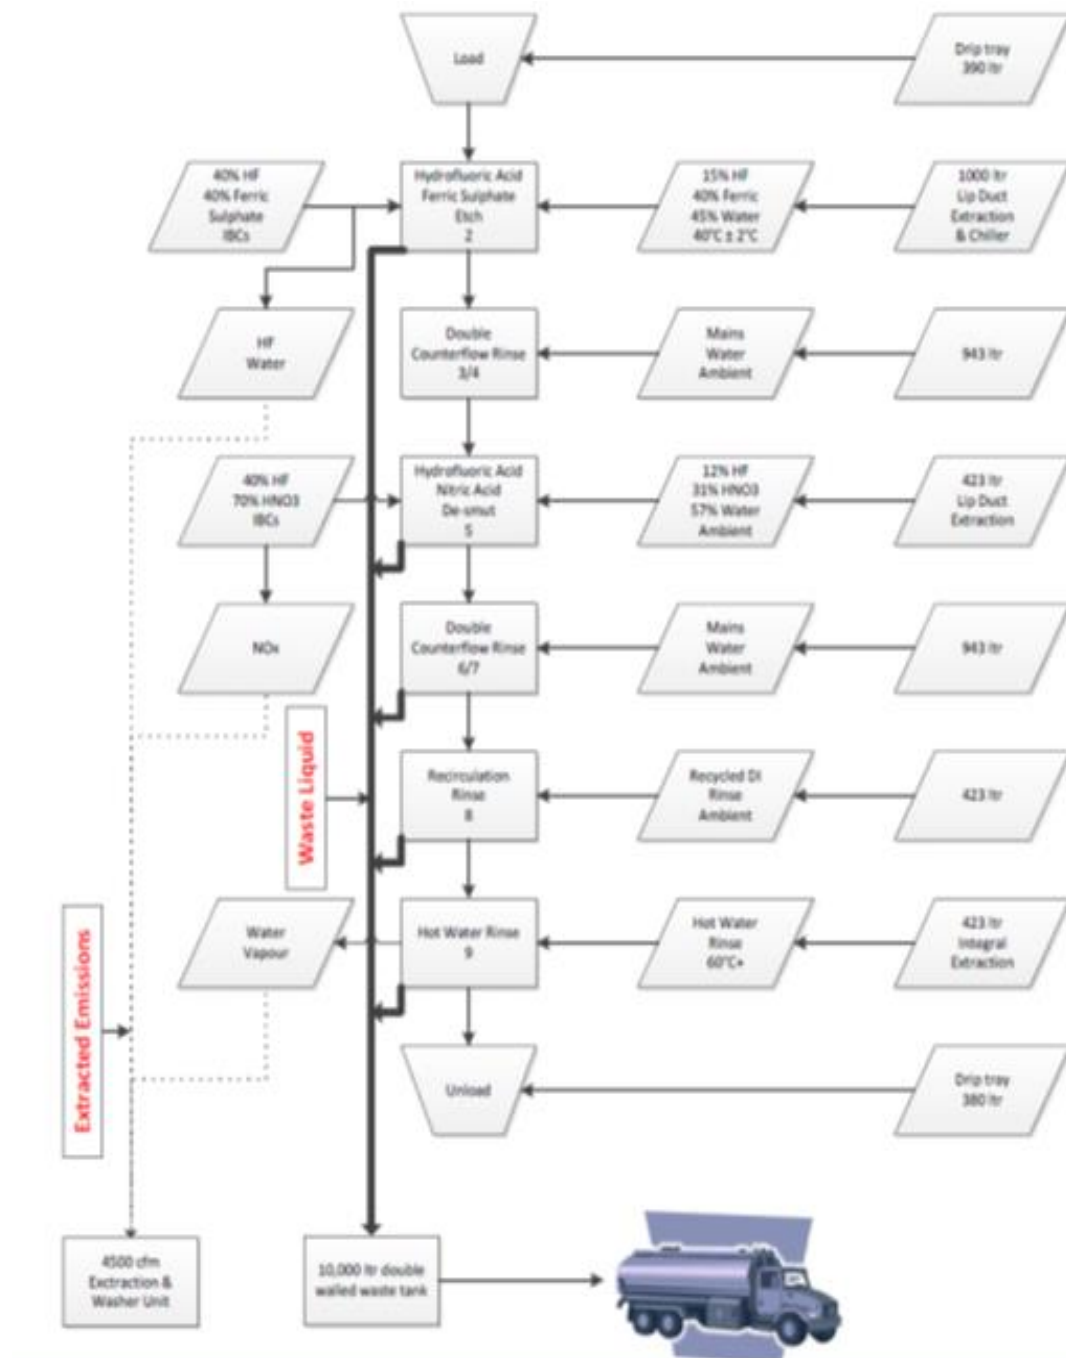 Load
Drip tray
390 ltr
40% HF
40% Ferric
Sulphate
IBCs
Hydrofluoric Acid
Ferric Sulphate
Etch
2
15% HF
40% Ferric
45% Water
40°C ± 2°C
1000 ltr
Lip Duct
Extraction
& Chiller
HF
Water
Double
Counterflow Rinse
3/4
Mains
Water
Ambient
943 ltr
40% HF
70% HNO3
IBCs
Hydrofluoric Acid
Nitric Acid
De-smut
5
12% HF
31% HNO3
57% Water
Ambient
423 ltr
Lip Duct
Extraction
NOx
Double
Counterflow Rinse
6/7
Mains
Water
Ambient
943 ltr
Waste Liquid
Recirculation
Rinse
8
Recycled DI
Rinse
Ambient
423 ltr
Extracted Emissions
Water
Vapour
Hot Water Rinse
9
Hot Water
Rinse
60°C+
423 ltr
Integral
Extraction
Unload
Drip tray
380 ltr
4500 cfm
Exctraction &
Washer Unit
10,000 ltr double
walled waste tank